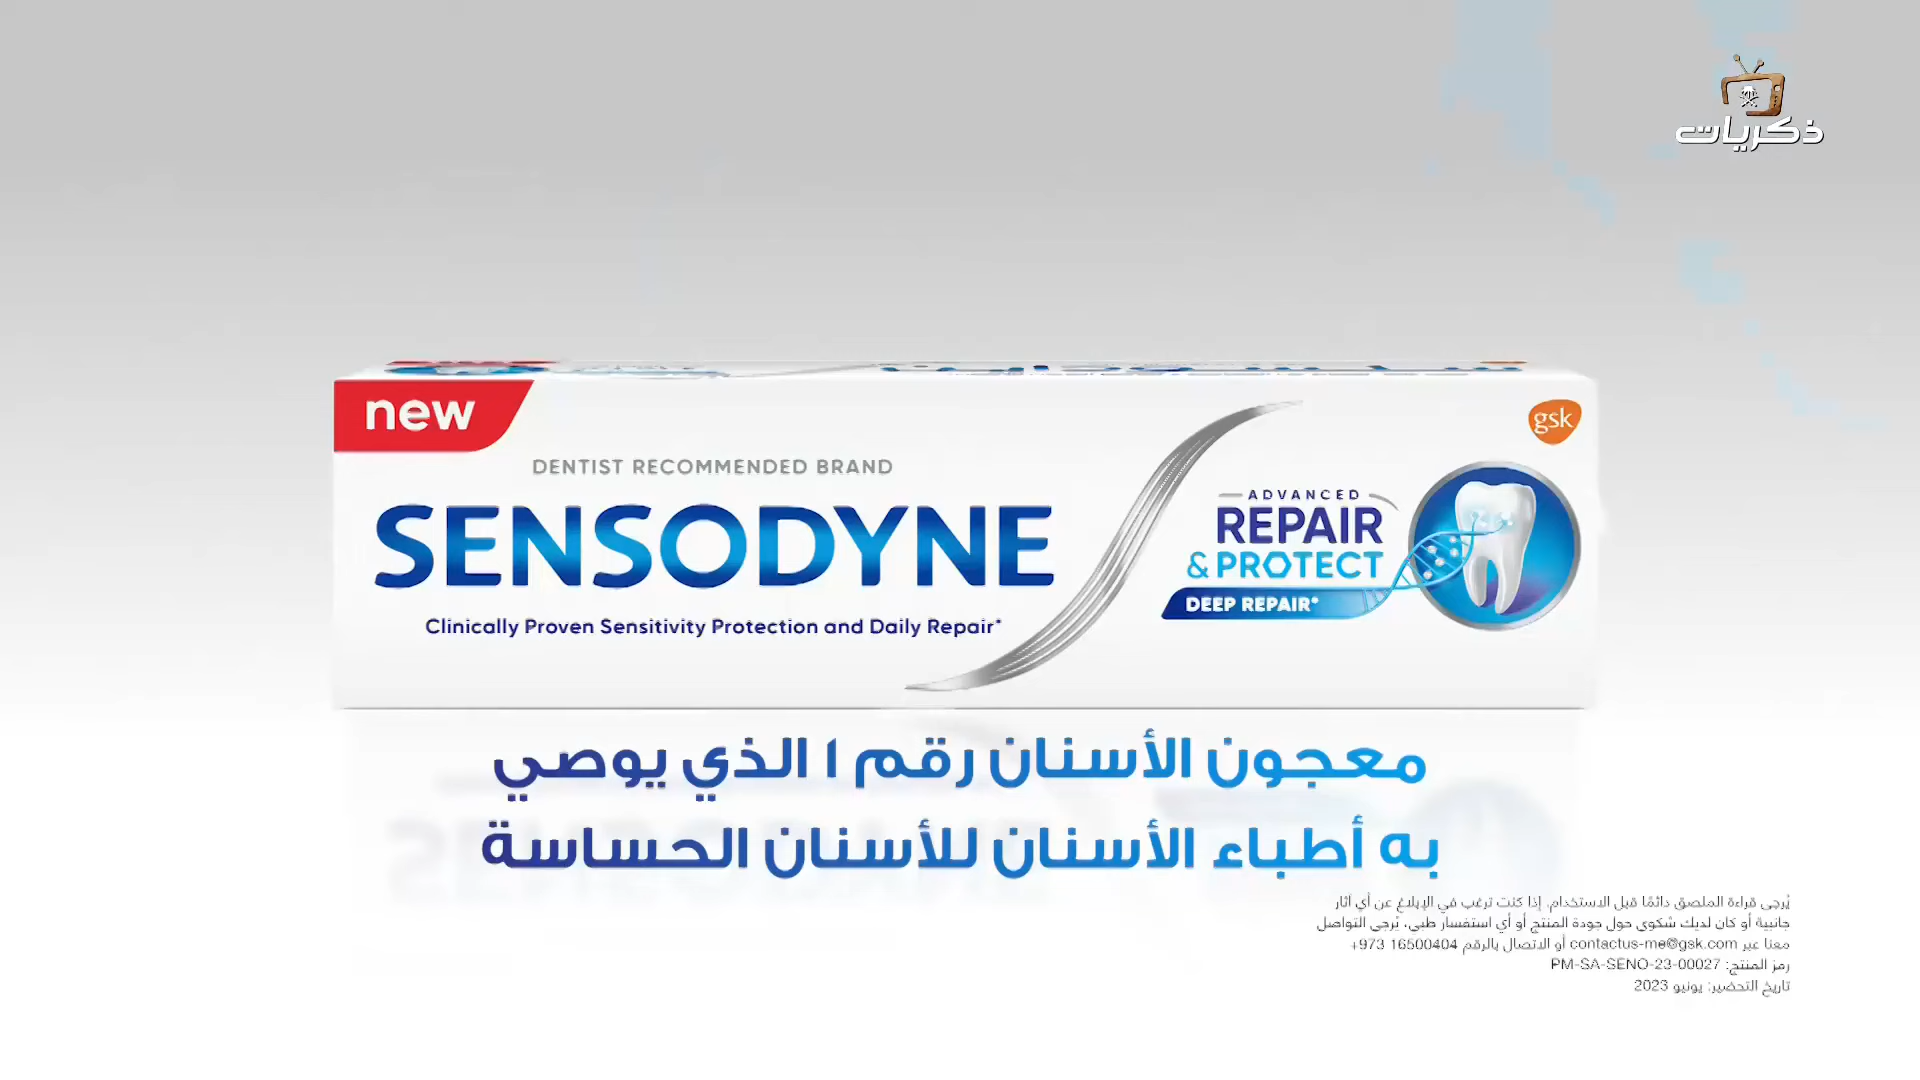 ذكريات
new
gsk
DENTIST RECOMMENDED BRAND
SENSODYNE
Clinically Proven Sensitivity Protection and Daily Repair*
ADVANCED
REPAIR
& PROTECT
DEEP REPAIR*
معجون الأسنان رقم ١ الذي يوصي
به أطباء الأسنان للأسنان الحساسة
يُرجى قراءة الملصق دائمًا قبل الاستخدام. إذا كنت ترغب في الإبلاغ عن أي آثار
جانبية أو كان لديك شكوى حول جودة المنتج أو أي استفسار طبي، يُرجى التواصل
معنا عبر contactus-me@gsk.com أو الاتصال بالرقم 16500404 973+
رمز المنتج: PM-SA-SENO-23-00027
تاريخ التحضير: يونيو 2023